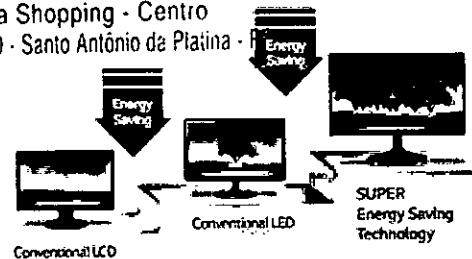 a Shopping - Centro
- Santo Antônio da Platina -
Energy
Saving
Energy
Saving
SUPER
Energy Saving
Technology
Conventional LED
Conventional LCD